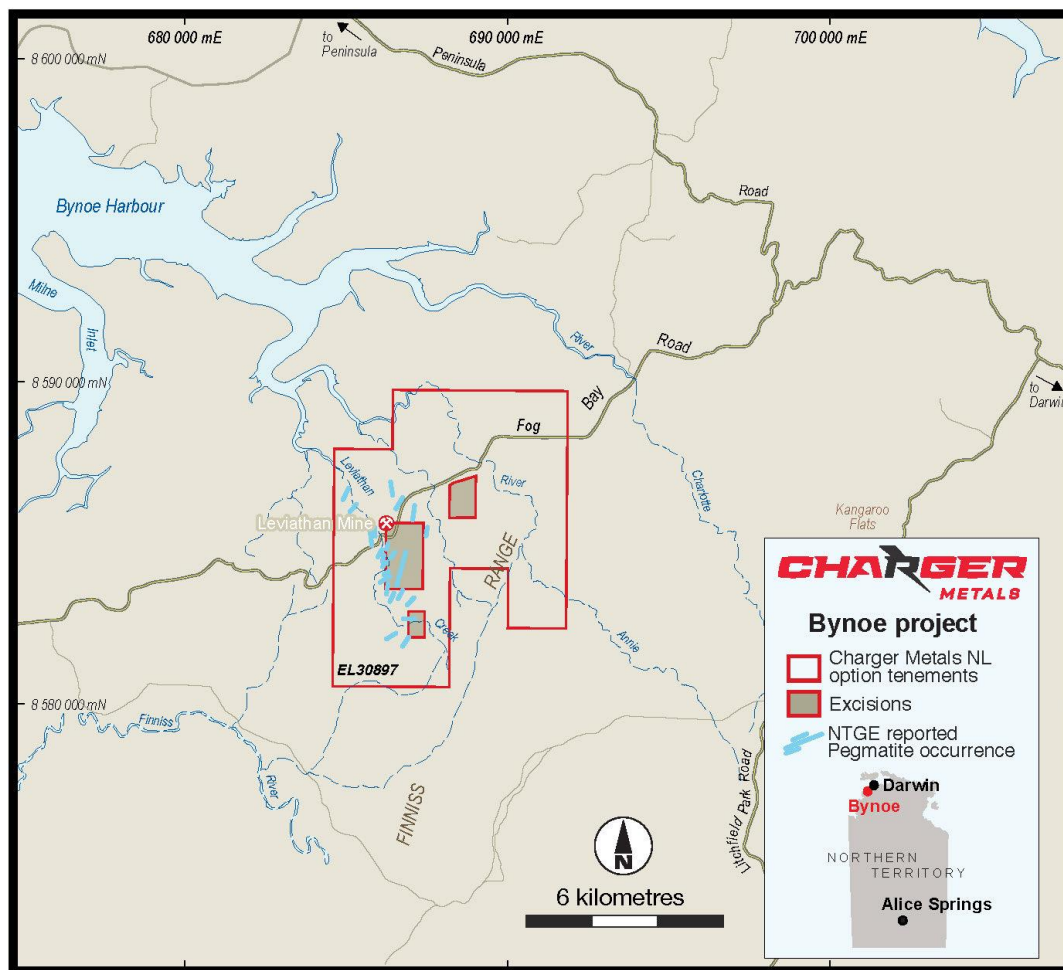 680 000 mE
690 000 mE
700 000 mE
to
Peninsula
8 600 000 mN
Peninsula
Road
Bynoe Harbour
Milne
Inlet
River
Road
8 590 000 mN
to
Darwin
Bay
Fog
Leviathan
River
Charlotte
Kangaroo
Flats
Leviathan Mine
RANGE
Creek
Annie
EL30897
8 580 000 mN
Finniss
River
FINNISS
Litchfield Park Road
N
6 kilometres
CHARGER
METALS
Bynoe project
Charger Metals NL
option tenements
Excisions
NTGE reported
Pegmatite occurrence
Darwin
Bynoe
NORTHERN
TERRITORY
Alice Springs